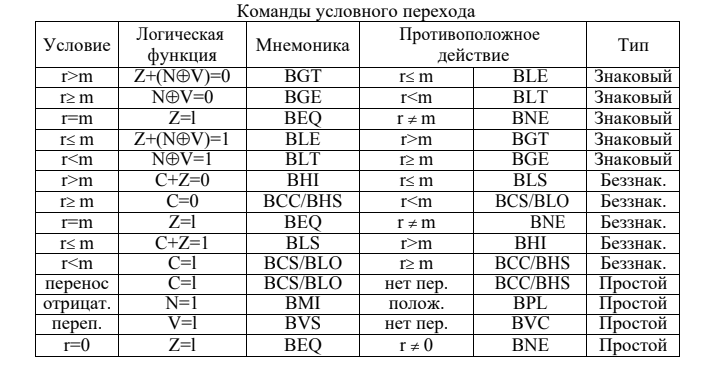 Команды условного перехода
Условие Логическая функция Мнемоника Противоположное действие Тип
r>m Z+(N⊕V)=0 BGT r≤ m BLE Знаковый
r≥ m N⊕V=0 BGE r<m BLT Знаковый
r=m Z=l BEQ r ≠ m BNE Знаковый
r≤ m Z+(N⊕V)=1 BLE r>m BGT Знаковый
r<m N⊕V=1 BLT r≥ m BGE Знаковый
r>m C+Z=0 BHI r≤ m BLS Беззнак.
r≥ m C=0 BCC/BHS r<m BCS/BLO Беззнак.
r=m Z=l BEQ r ≠ m BNE Беззнак.
r≤ m C+Z=1 BLS r>m BHI Беззнак.
r<m C=l BCS/BLO r≥ m BCC/BHS Беззнак.
перенос C=l BCS/BLO нет пер. BCC/BHS Простой
отрицат. N=1 BMI полож. BPL Простой
переп. V=l BVS нет пер. BVC Простой
r=0 Z=l BEQ r ≠ 0 BNE Простой